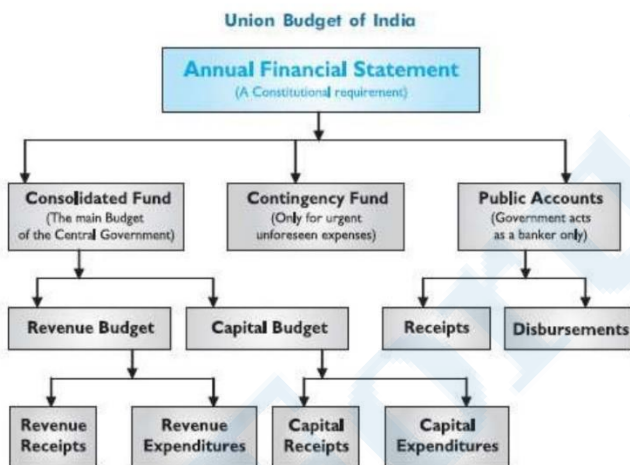 Union Budget of India
Annual Financial Statement
(A Constitutional requirement)
Consolidated Fund
(The main Budget
of the Central Government)
Contingency Fund
(Only for urgent
unforeseen expenses)
Public Accounts
(Government acts
as a banker only)
Revenue Budget
Capital Budget
Receipts
Disbursements
Revenue
Receipts
Revenue
Expenditures
Capital
Receipts
Capital
Expenditures